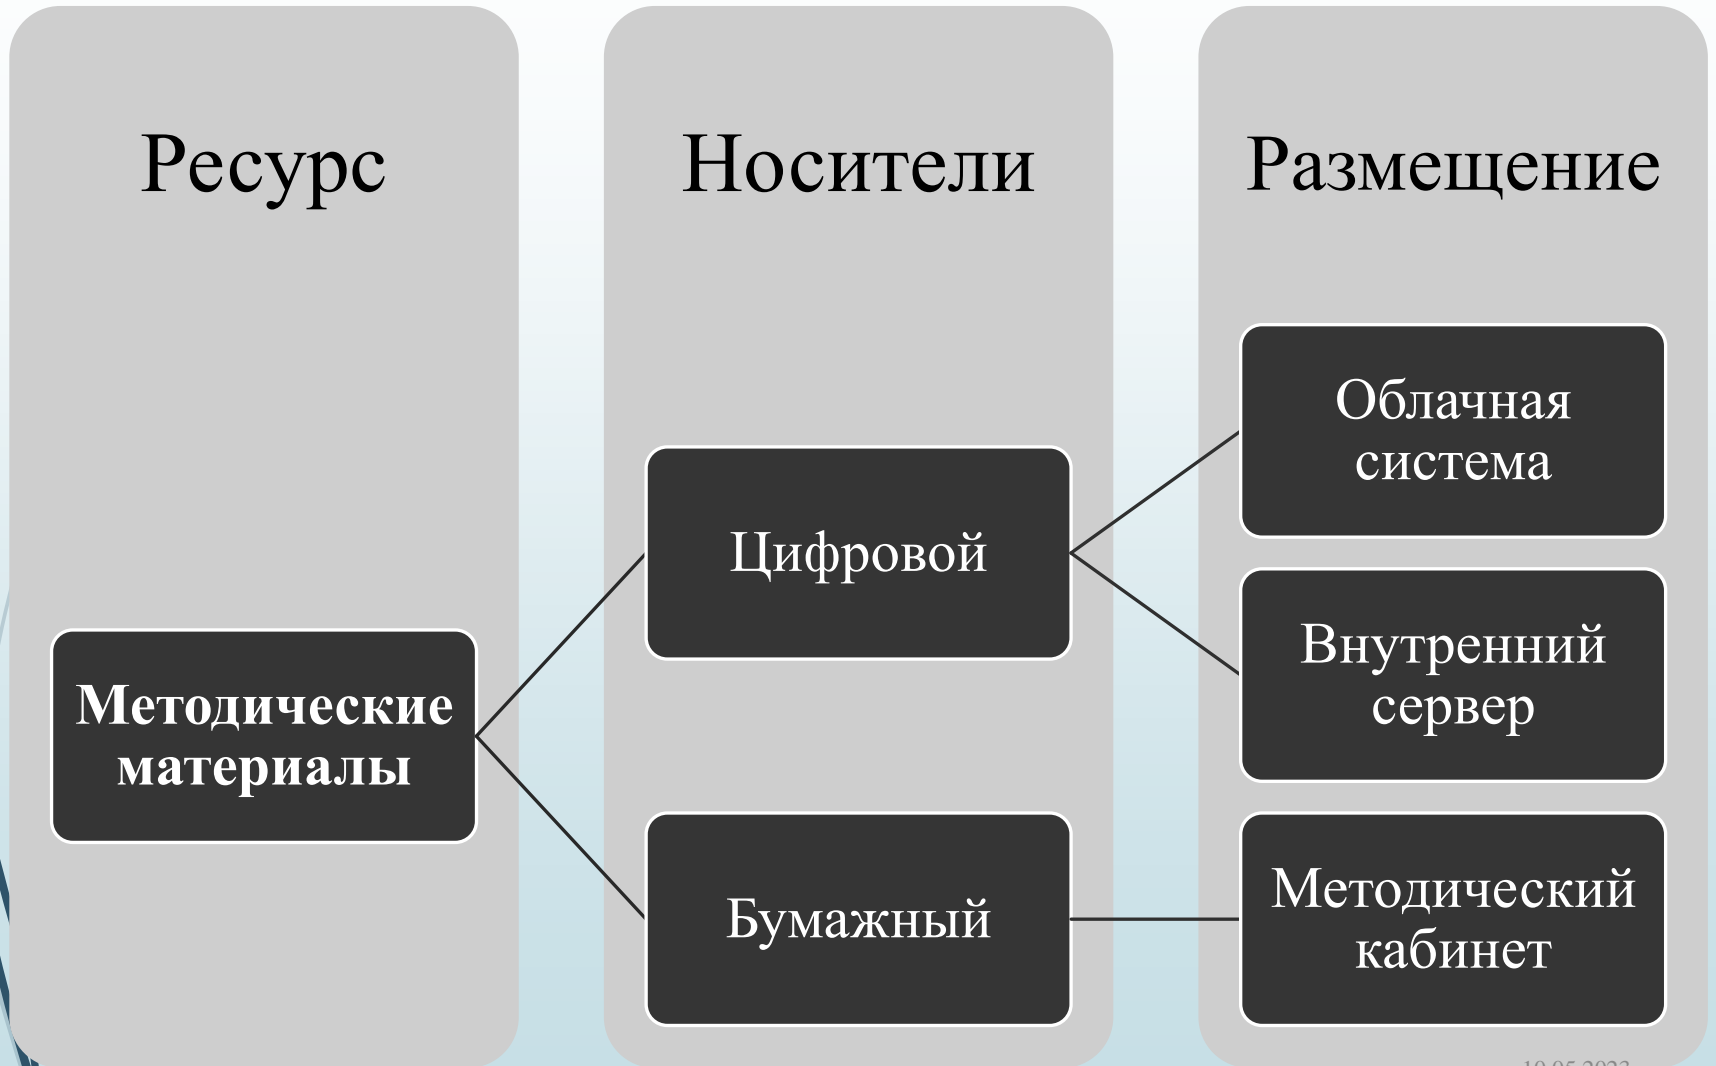 Ресурс
Носители
Размещение
Методические
материалы
Цифровой
Бумажный
Облачная
система
Внутренний
сервер
Методический
кабинет